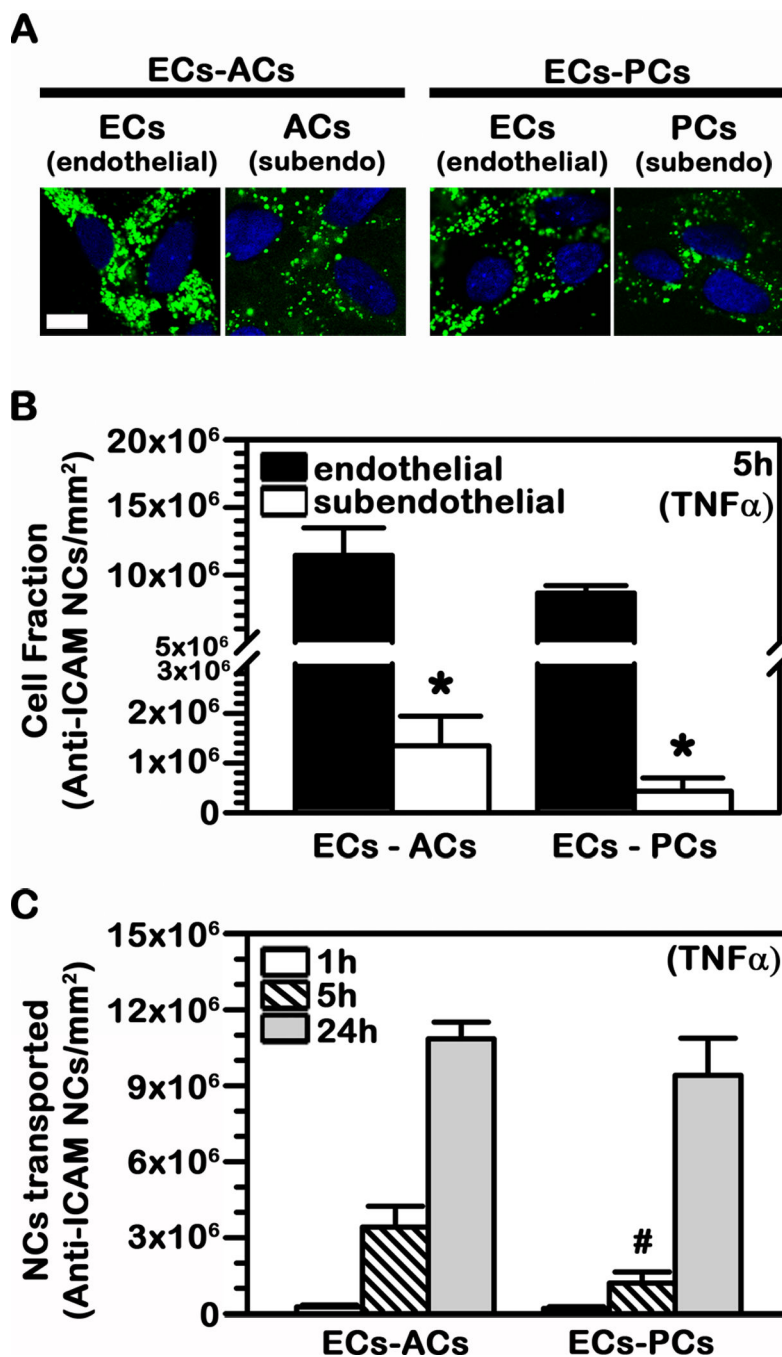 A
ECs-ACs ECs-PCs
ECs ACs ECs PCs
(endothelial) (subendo) (endothelial) (subendo)
B
Cell Fraction
(Anti-ICAM NCs/mm²)
20x10⁶
15x10⁶
10x10⁶
5x10⁶
3x10⁶
2x10⁶
1x10⁶
0
endothelial
subendothelial
5h
(TNFα)
*
*
ECs - ACs ECs - PCs
C
NCs transported
(Anti-ICAM NCs/mm²)
15x10⁶
12x10⁶
9x10⁶
6x10⁶
3x10⁶
0
1h
5h
24h
(TNFα)
#
ECs-ACs ECs-PCs